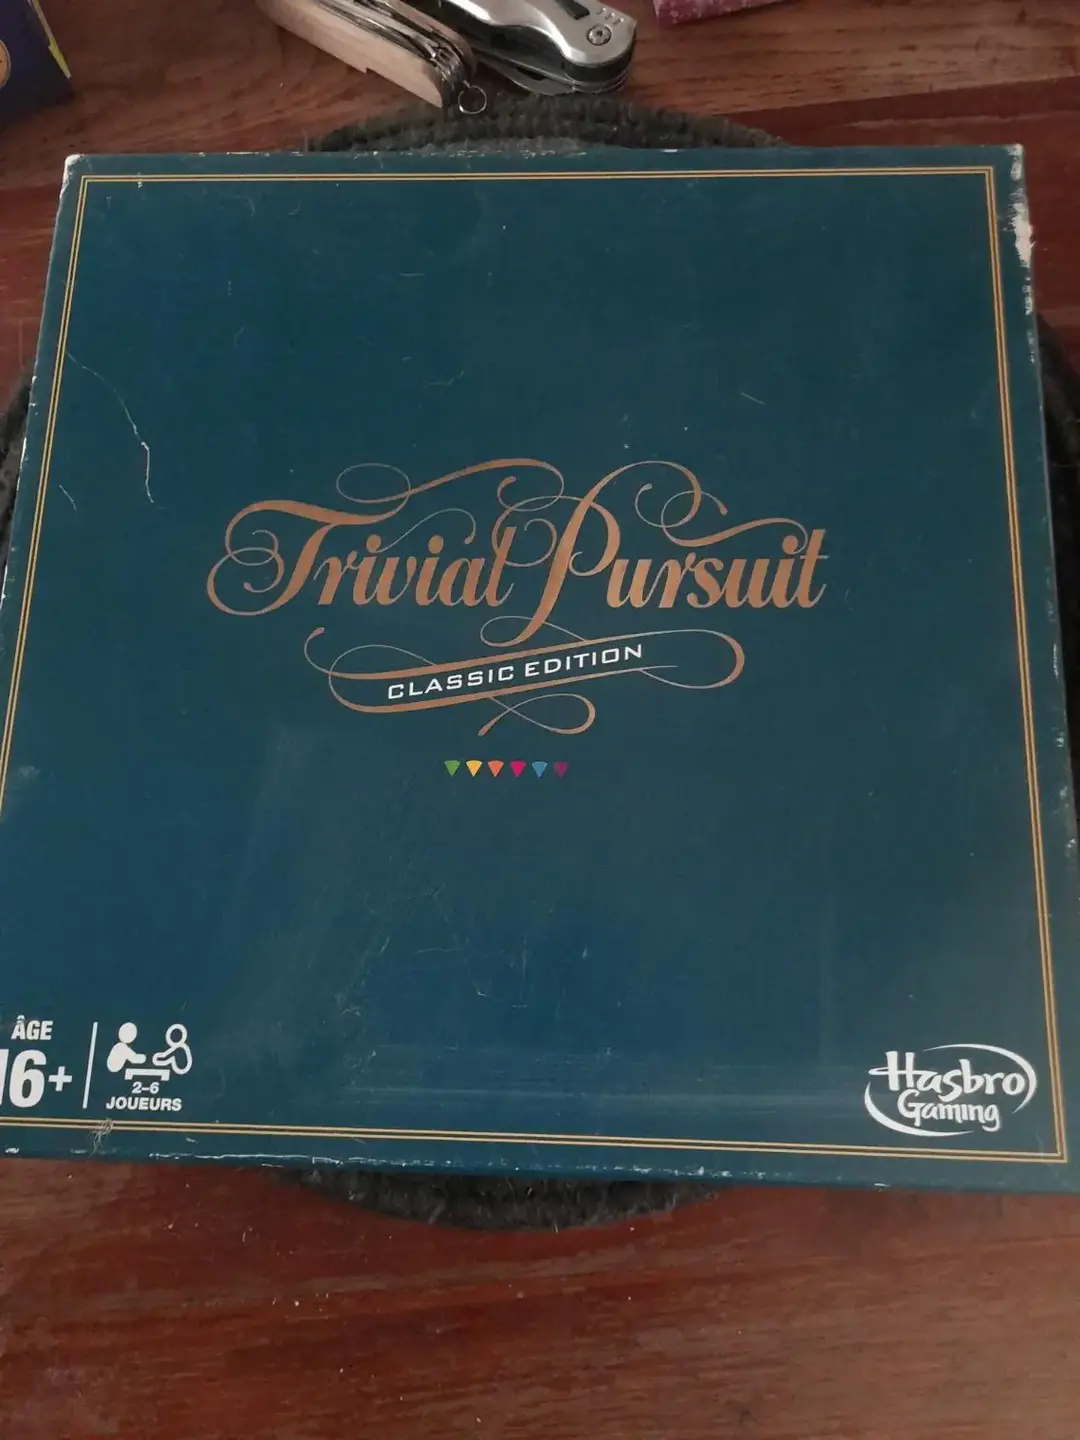 Trivial Pursuit
CLASSIC EDITION
ÂGE
16+
2-6
JOUEURS
Hasbro
Gaming